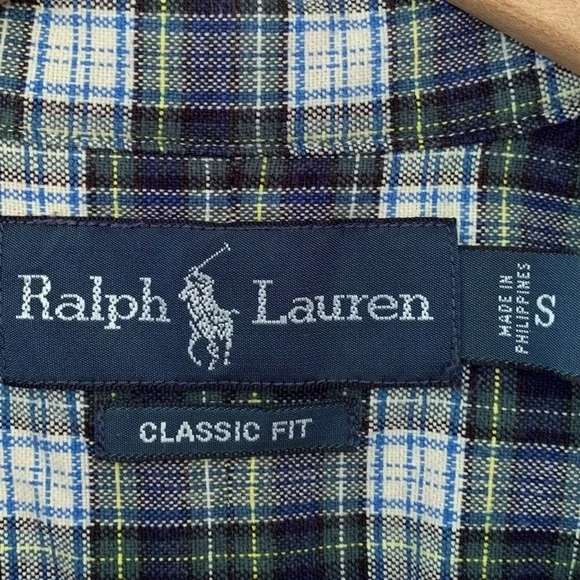 Ralph Lauren
MADE IN
PHILIPPINES
S
CLASSIC FIT